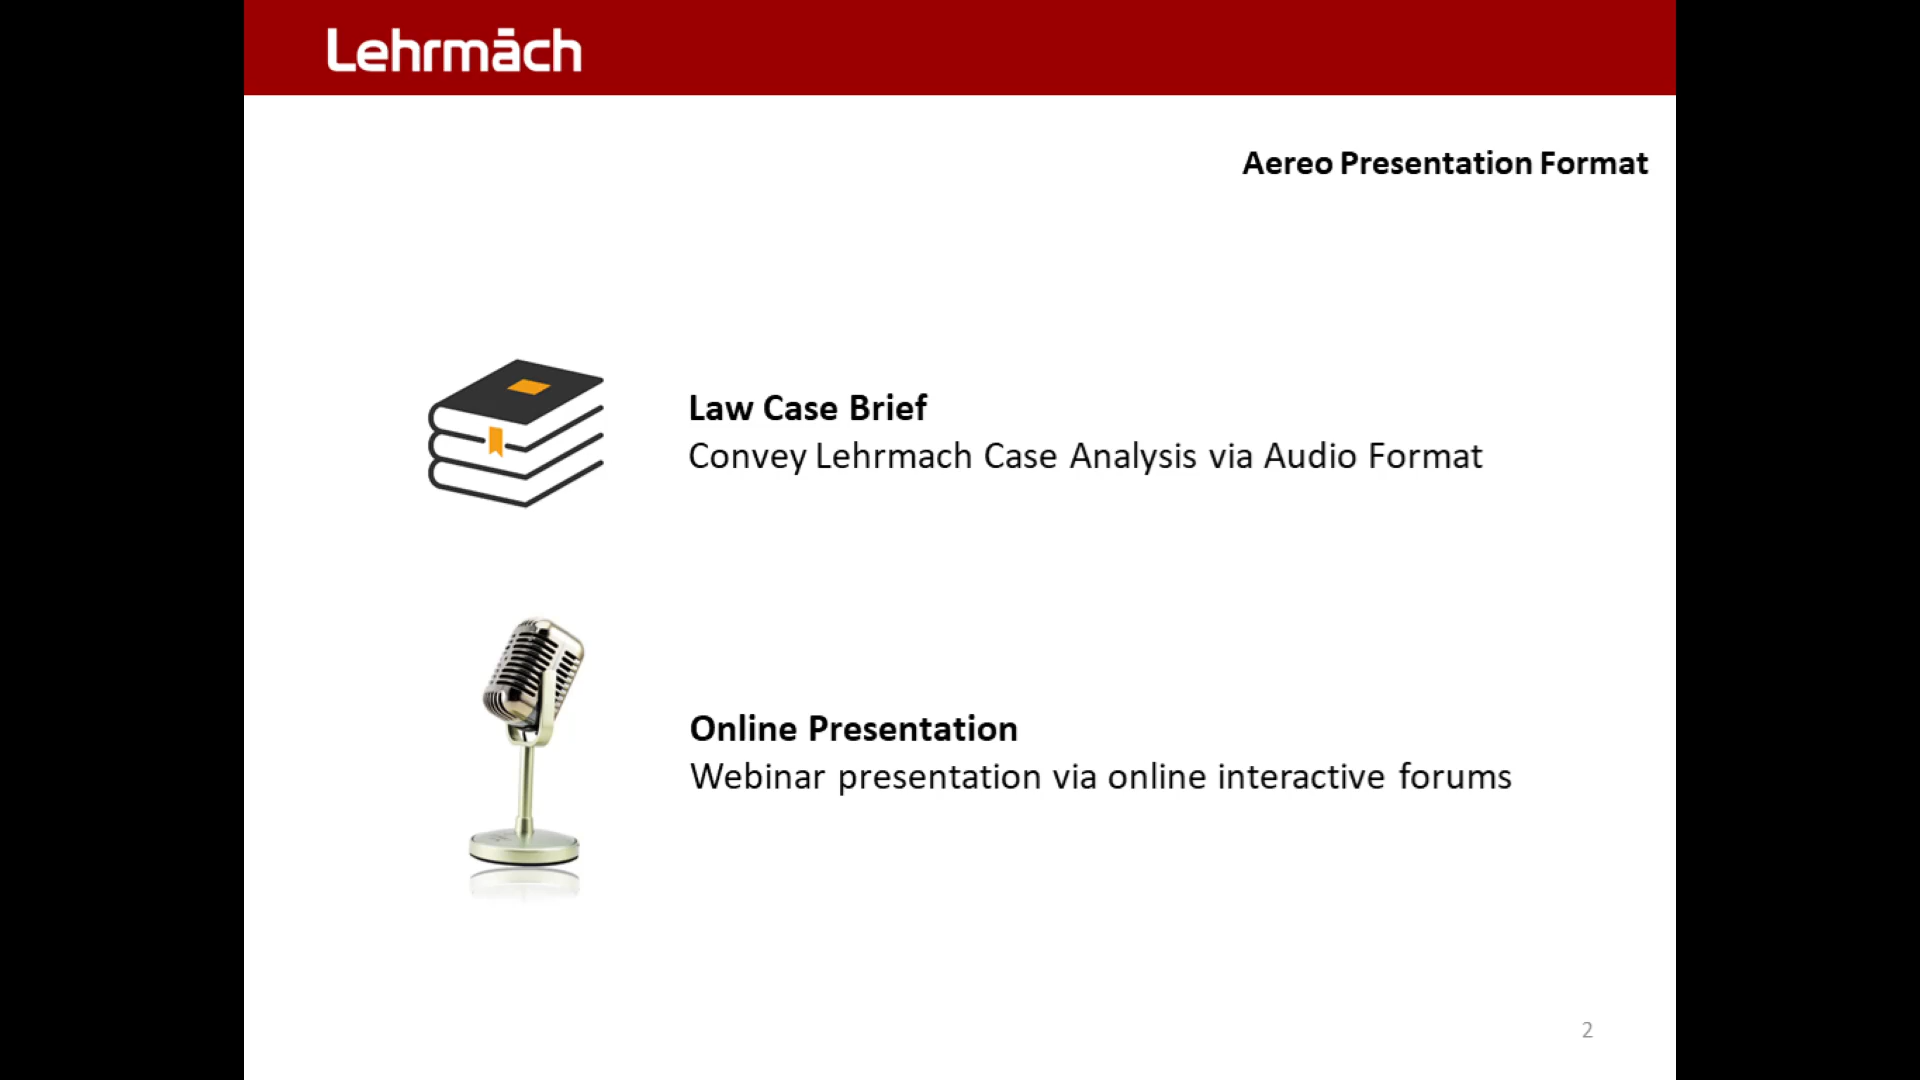 Lehrmāch
Aereo Presentation Format
Law Case Brief
Convey Lehrmach Case Analysis via Audio Format
Online Presentation
Webinar presentation via online interactive forums
2